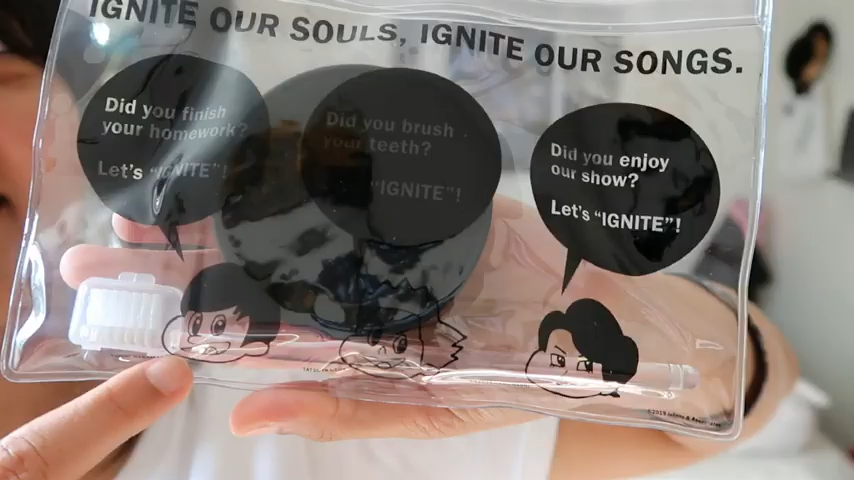 IGNITE OUR SOULS, IGNITE OUR SONGS.
Did you finish
your homework?
Let's "IGNITE"!
Did you brush
your teeth?
"IGNITE"!
Did you enjoy
our show?
Let's "IGNITE"!